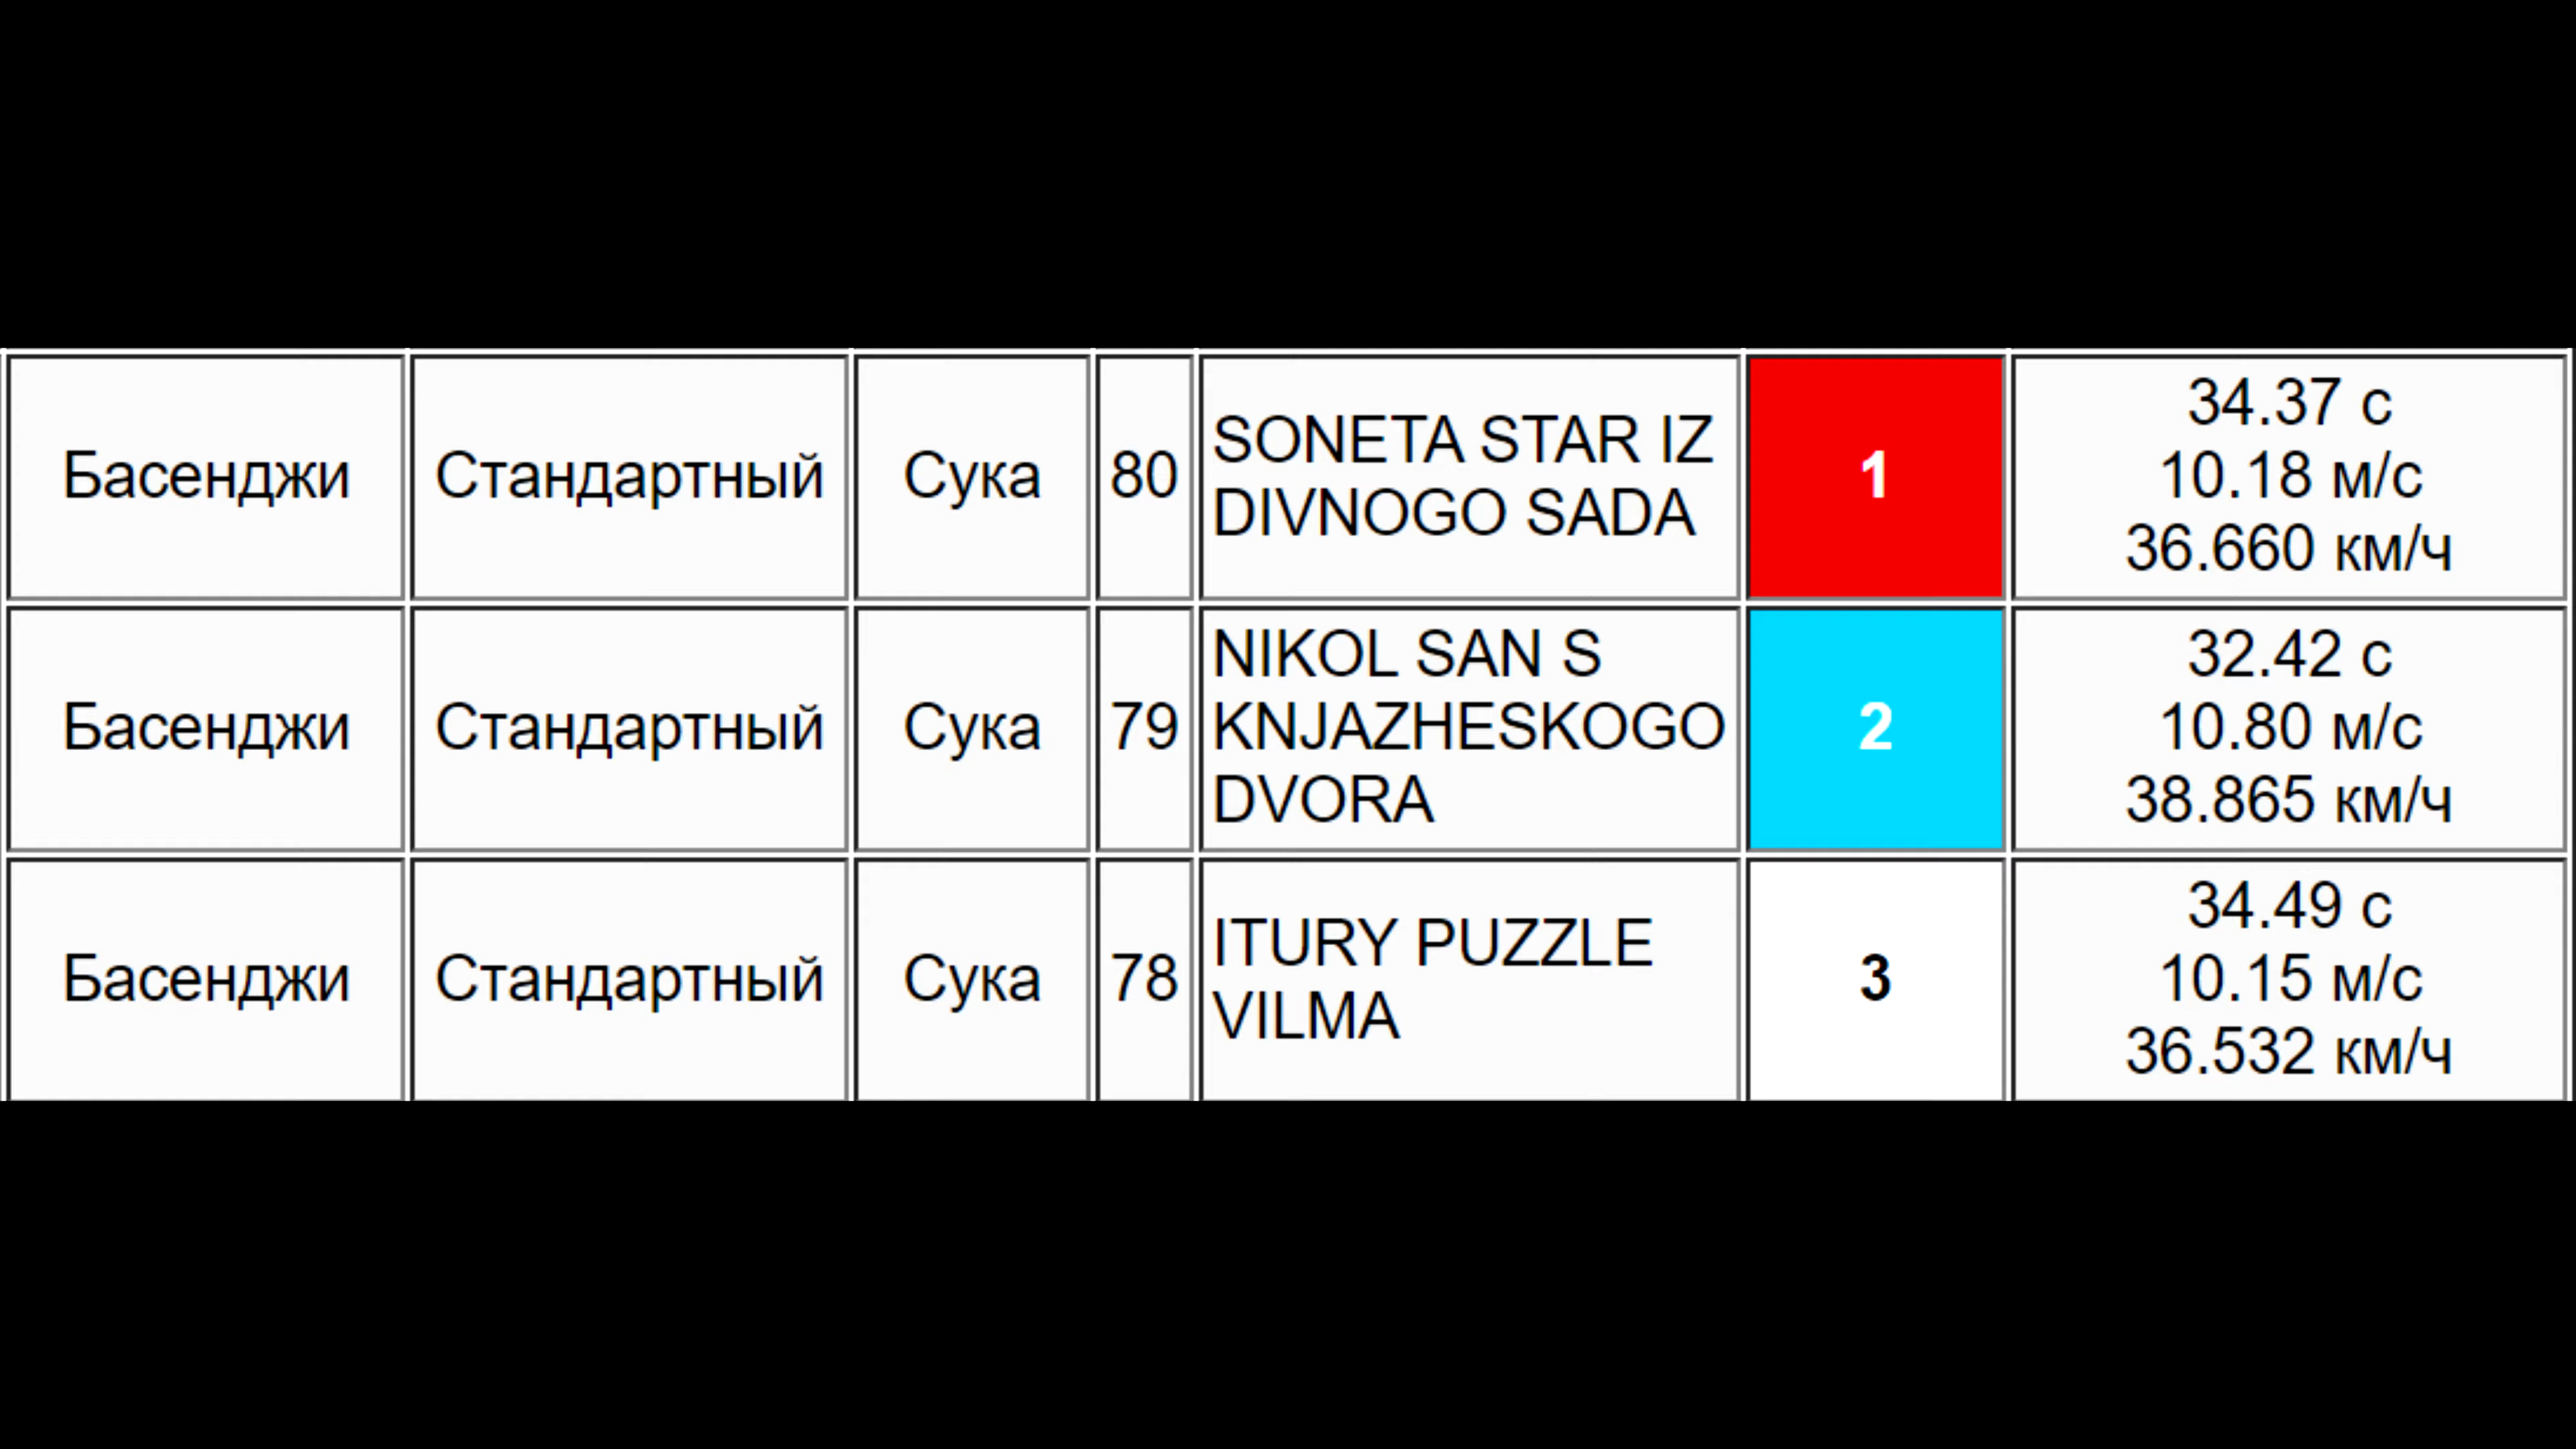 Басенджи Стандартный Сука 80 SONETA STAR IZ DIVNOGO SADA 1 34.37 с 10.18 м/с 36.660 км/ч
Басенджи Стандартный Сука 79 NIKOL SAN S KNJAZHESKOGO DVORA 2 32.42 с 10.80 м/с 38.865 км/ч
Басенджи Стандартный Сука 78 ITURY PUZZLE VILMA 3 34.49 с 10.15 м/с 36.532 км/ч